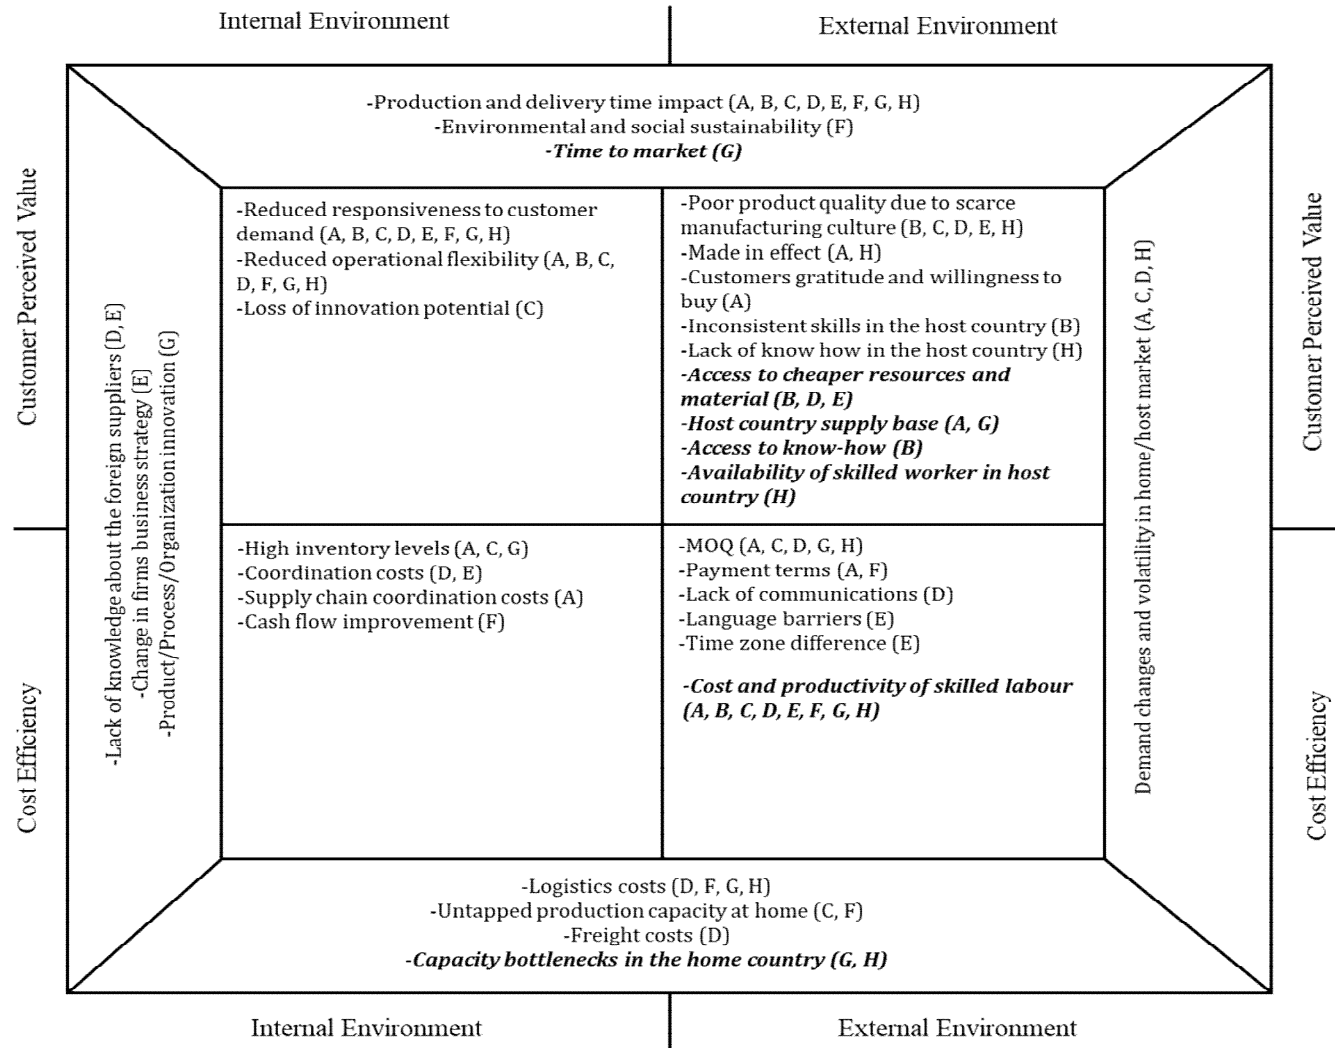 Internal Environment
External Environment
-Production and delivery time impact (A, B, C, D, E, F, G, H)
-Environmental and social sustainability (F)
-Time to market (G)
Customer Perceived Value
Cost Efficiency
-Lack of knowledge about the foreign suppliers (D, E)
-Change in firms business strategy (E)
-Product/Process/Organization innovation (G)
-Reduced responsiveness to customer
demand (A, B, C, D, E, F, G, H)
-Reduced operational flexibility (A, B, C,
D, F, G, H)
-Loss of innovation potential (C)
-Poor product quality due to scarce
manufacturing culture (B, C, D, E, H)
-Made in effect (A, H)
-Customers gratitude and willingness to
buy (A)
-Inconsistent skills in the host country (B)
-Lack of know how in the host country (H)
-Access to cheaper resources and
material (B, D, E)
-Host country supply base (A, G)
-Access to know-how (B)
-Availability of skilled worker in host
country (H)
-High inventory levels (A, C, G)
-Coordination costs (D, E)
-Supply chain coordination costs (A)
-Cash flow improvement (F)
-MOQ (A, C, D, G, H)
-Payment terms (A, F)
-Lack of communications (D)
-Language barriers (E)
-Time zone difference (E)
-Cost and productivity of skilled labour
(A, B, C, D, E, F, G, H)
Demand changes and volatility in home/host market (A, C, D, H)
Customer Perceived Value
Cost Efficiency
-Logistics costs (D, F, G, H)
-Untapped production capacity at home (C, F)
-Freight costs (D)
-Capacity bottlenecks in the home country (G, H)
Internal Environment
External Environment